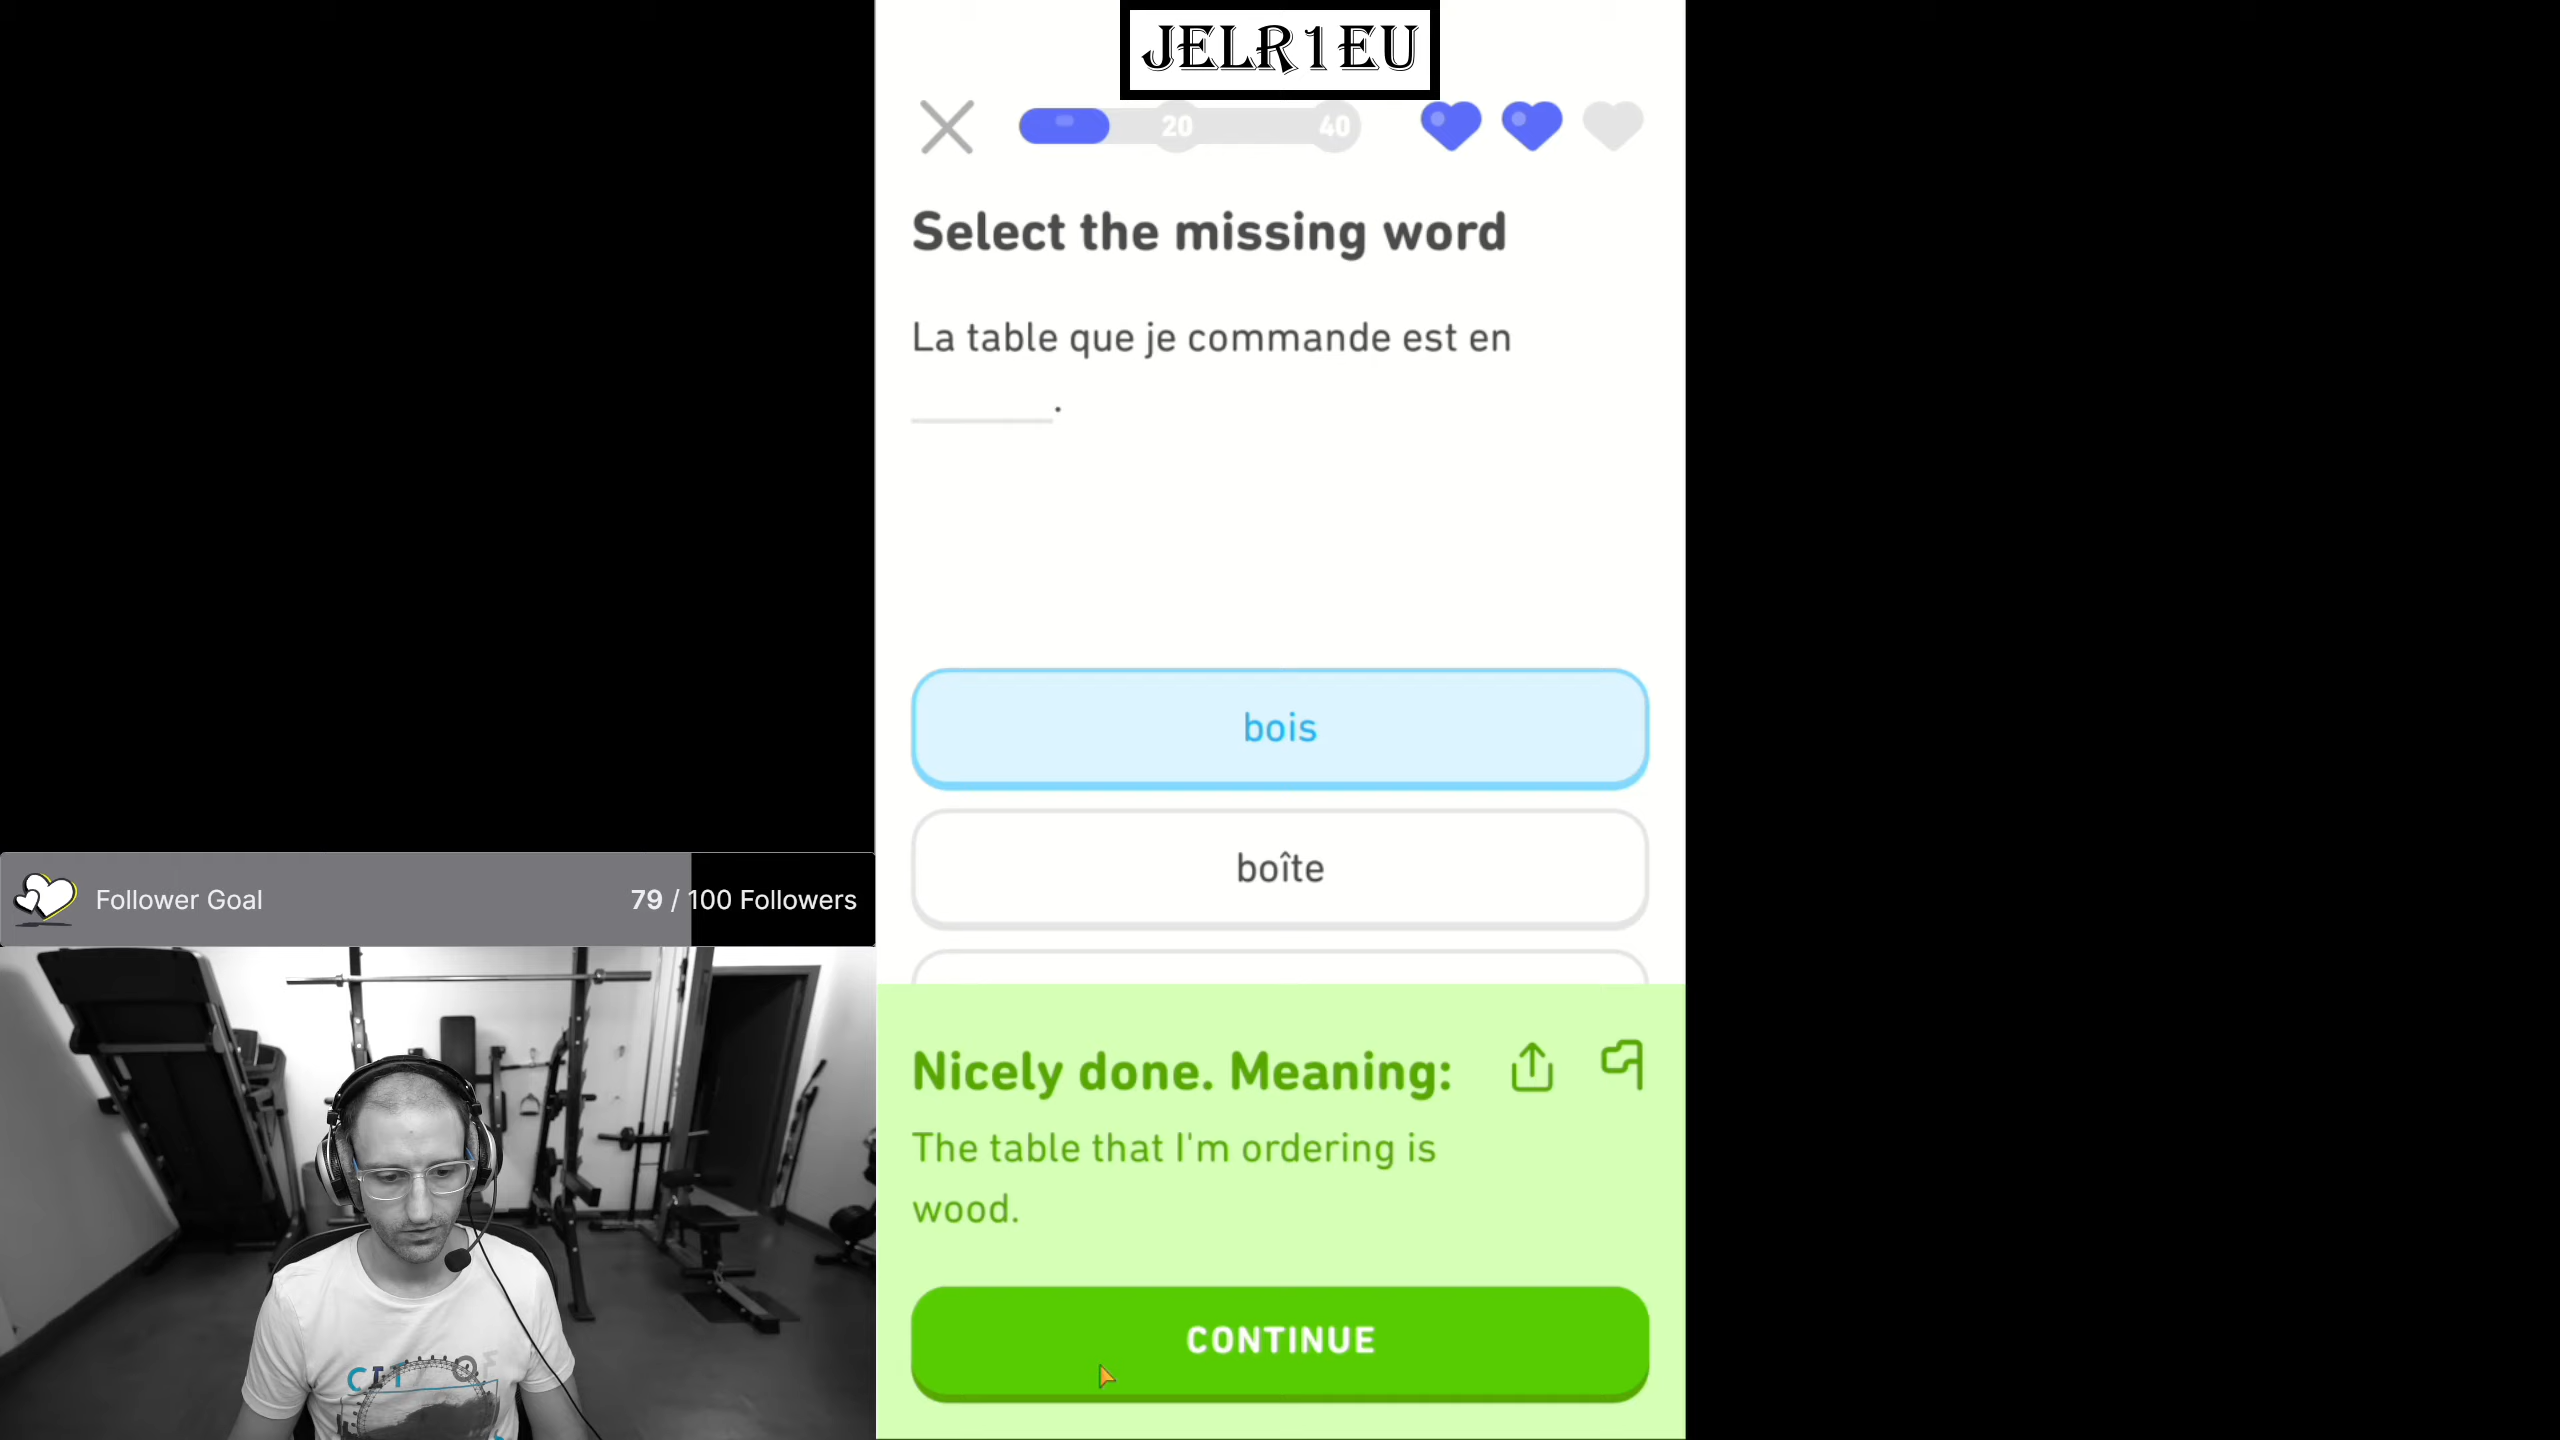 JELR1EU
20
40
Select the missing word
La table que je commande est en
.
bois
boîte
Follower Goal
79 / 100 Followers
Nicely done. Meaning:
The table that I'm ordering is
wood.
CONTINUE